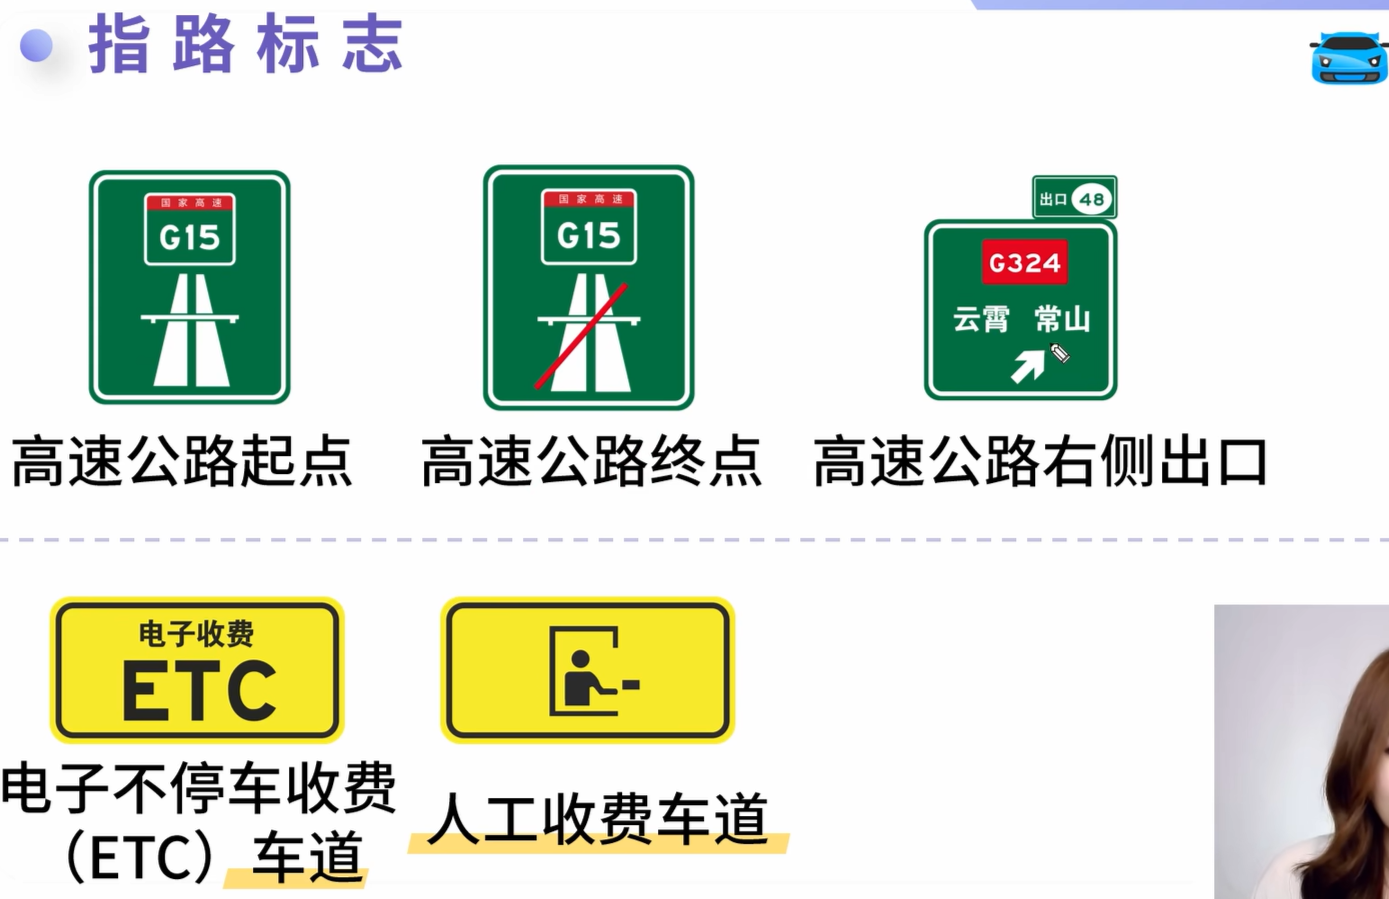 指路标志
国家高速
G15
国家高速
G15
出口 48
G324
云霄 常山
高速公路起点
高速公路终点
高速公路右侧出口
电子收费
ETC
电子不停车收费
（ETC）车道
人工收费车道